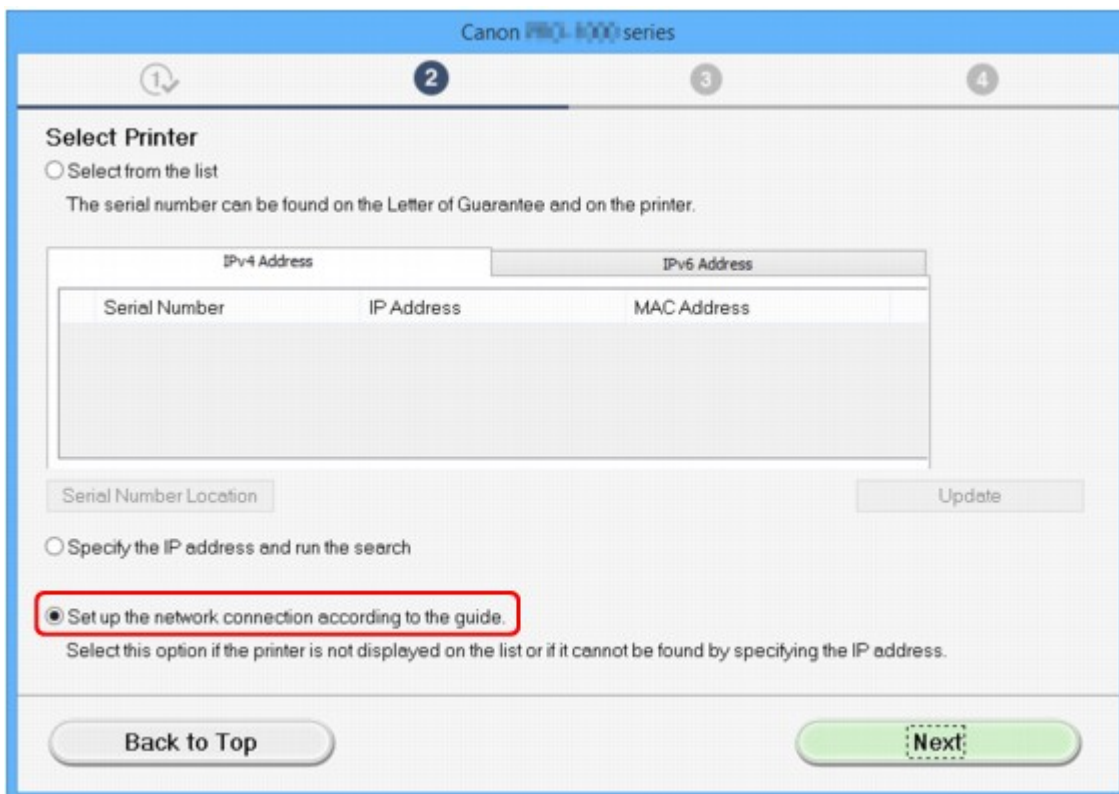 Canon series
1 2 3 4
Select Printer
Select from the list
The serial number can be found on the Letter of Guarantee and on the printer.
IPv4 Address IPv6 Address
Serial Number IP Address MAC Address
Serial Number Location Update
Specify the IP address and run the search
Set up the network connection according to the guide.
Select this option if the printer is not displayed on the list or if it cannot be found by specifying the IP address.
Back to Top Next